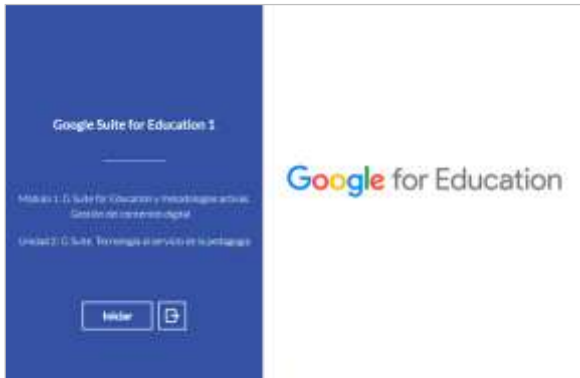 Google Suite for Education 1
Módulo 1: G Suite for Education y metodologías activas.
Gestión del contenido digital
Unidad 2: G Suite. Tecnología al servicio de la pedagogía
Iniciar
Google for Education